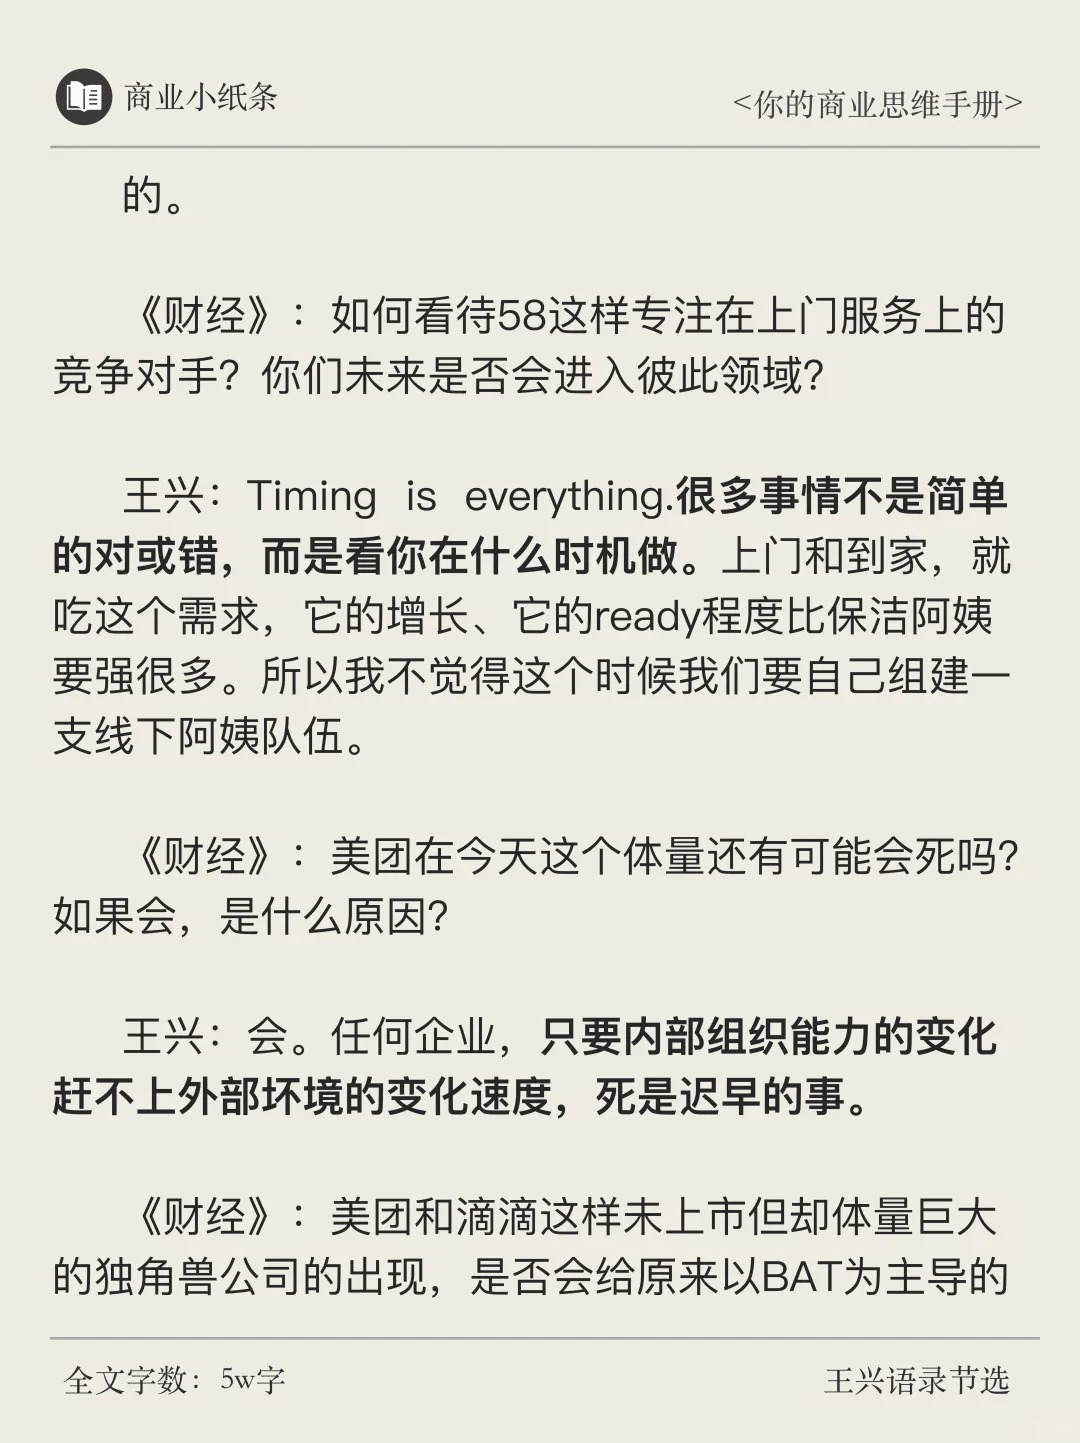 商业小纸条
<你的商业思维手册>
的。
《财经》：如何看待58这样专注在上门服务上的
竞争对手？你们未来是否会进入彼此领域？
王兴：Timing is everything.很多事情不是简单
的对或错，而是看你在什么时机做。上门和到家，就
吃这个需求，它的增长、它的ready程度比保洁阿姨
要强很多。所以我不觉得这个时候我们要自己组建一
支线下阿姨队伍。
《财经》：美团在今天这个体量还有可能会死吗？
如果会，是什么原因？
王兴：会。任何企业，只要内部组织能力的变化
赶不上外部坏境的变化速度，死是迟早的事。
《财经》：美团和滴滴这样未上市但却体量巨大
的独角兽公司的出现，是否会给原来以BAT为主导的
全文字数：5w字
王兴语录节选